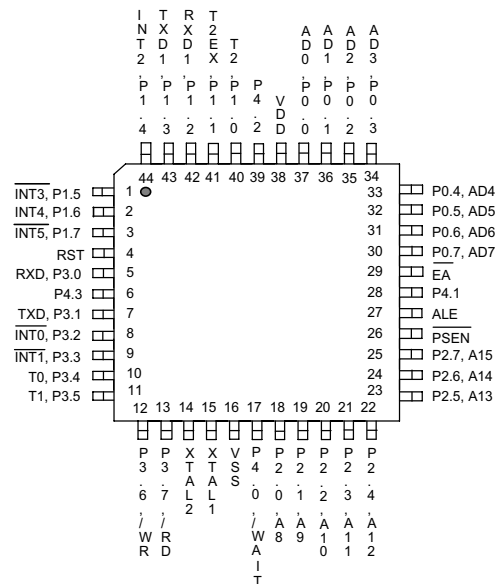 INT2,P1.4
TXD1,P1.3
RXD1,P1.2
T2EX,P1.1
T2,P1.0
P4.2
VDD
AD0,P0.0
AD1,P0.1
AD2,P0.2
AD3,P0.3
44 43 42 41 40 39 38 37 36 35 34
INT3, P1.5 1
INT4, P1.6 2
INT5, P1.7 3
RST 4
RXD, P3.0 5
P4.3 6
TXD, P3.1 7
INT0, P3.2 8
INT1, P3.3 9
T0, P3.4 10
T1, P3.5 11
33 P0.4, AD4
32 P0.5, AD5
31 P0.6, AD6
30 P0.7, AD7
29 EA
28 P4.1
27 ALE
26 PSEN
25 P2.7, A15
24 P2.6, A14
23 P2.5, A13
12 13 14 15 16 17 18 19 20 21 22
P3.6,/WR
P3.7,/RD
XTAL2
XTAL1
VSS
P4.0,/WAIT
P2.0,A8
P2.1,A9
P2.2,A10
P2.3,A11
P2.4,A12